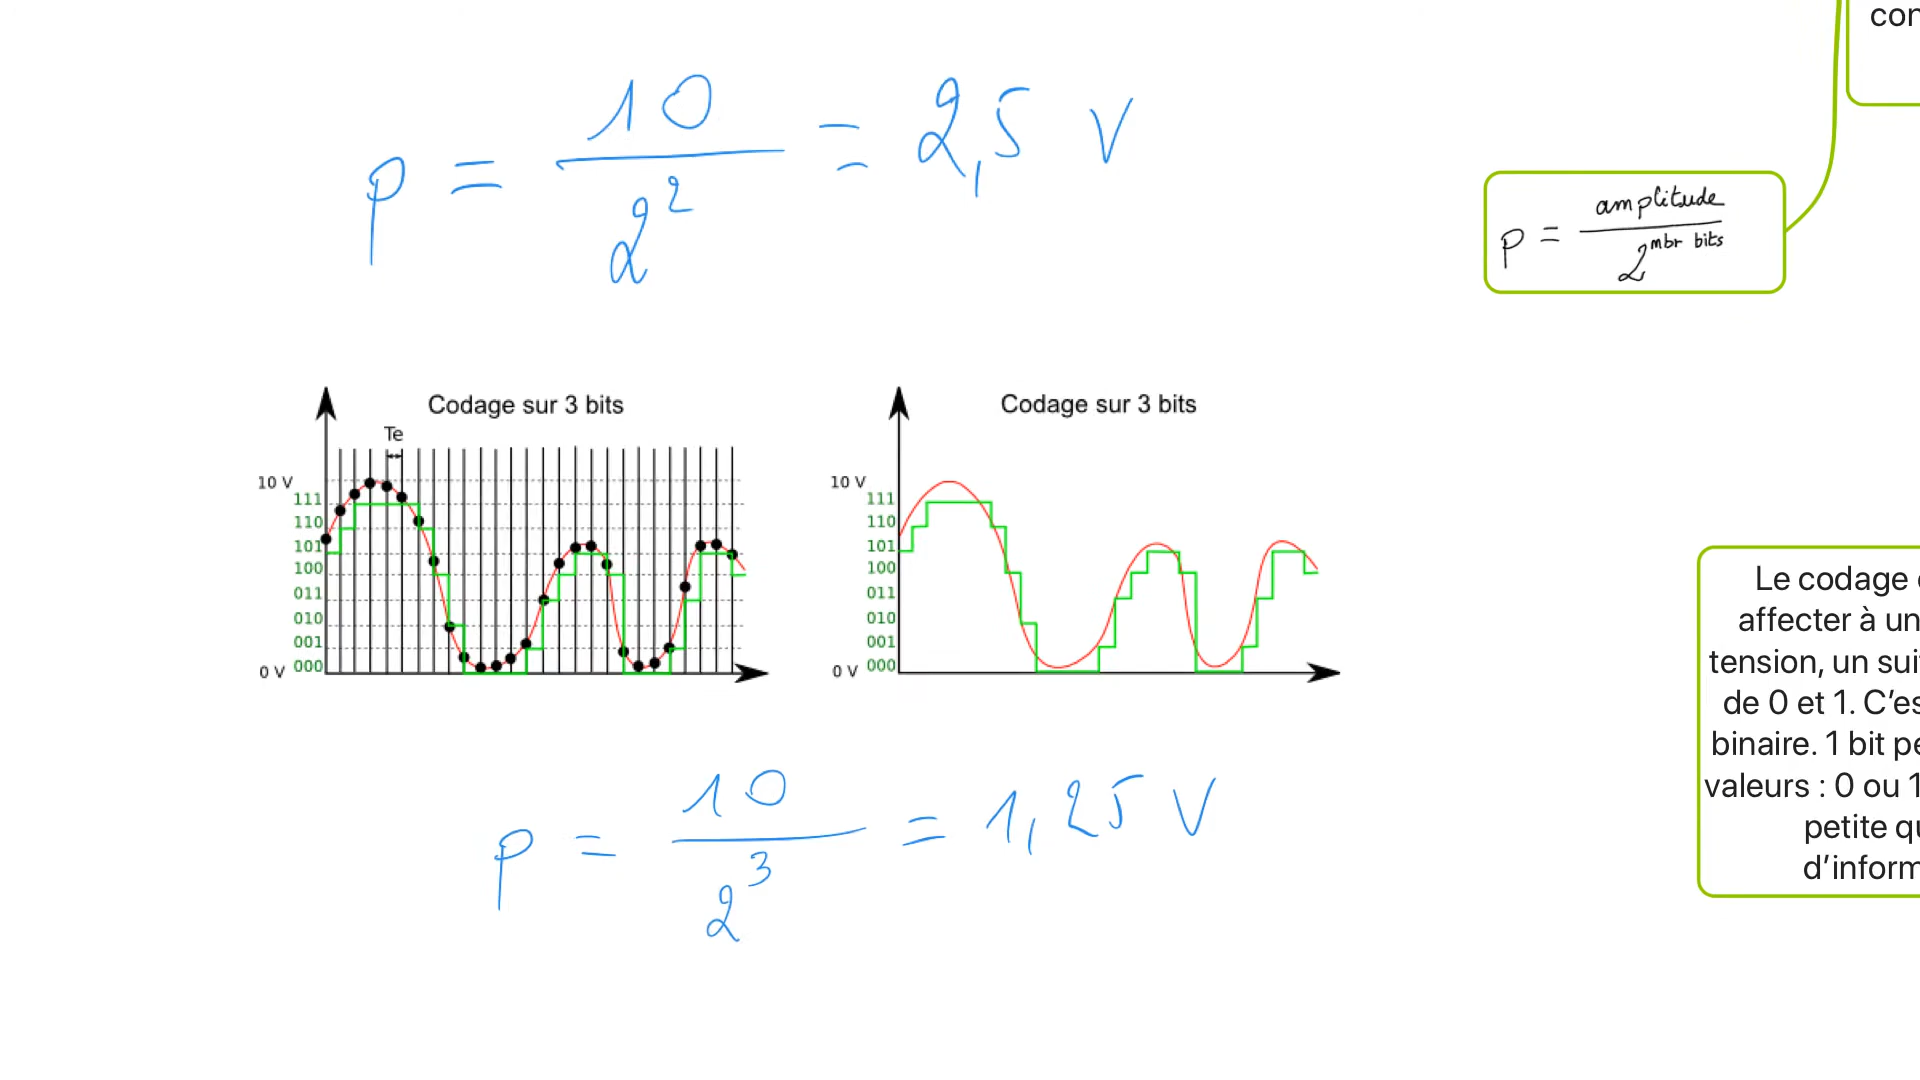 con
p = 10 / 2² = 2,5 V
p = amplitude / 2^mbr bits
Codage sur 3 bits
Te
10 V
111
110
101
100
011
010
001
000
0 V
Codage sur 3 bits
10 V
111
110
101
100
011
010
001
000
0 V
Le codage
affecter à un
tension, un sui
de 0 et 1. C’es
binaire. 1 bit pe
valeurs : 0 ou 1
petite qu
d’inform
p = 10 / 2³ = 1,25 V